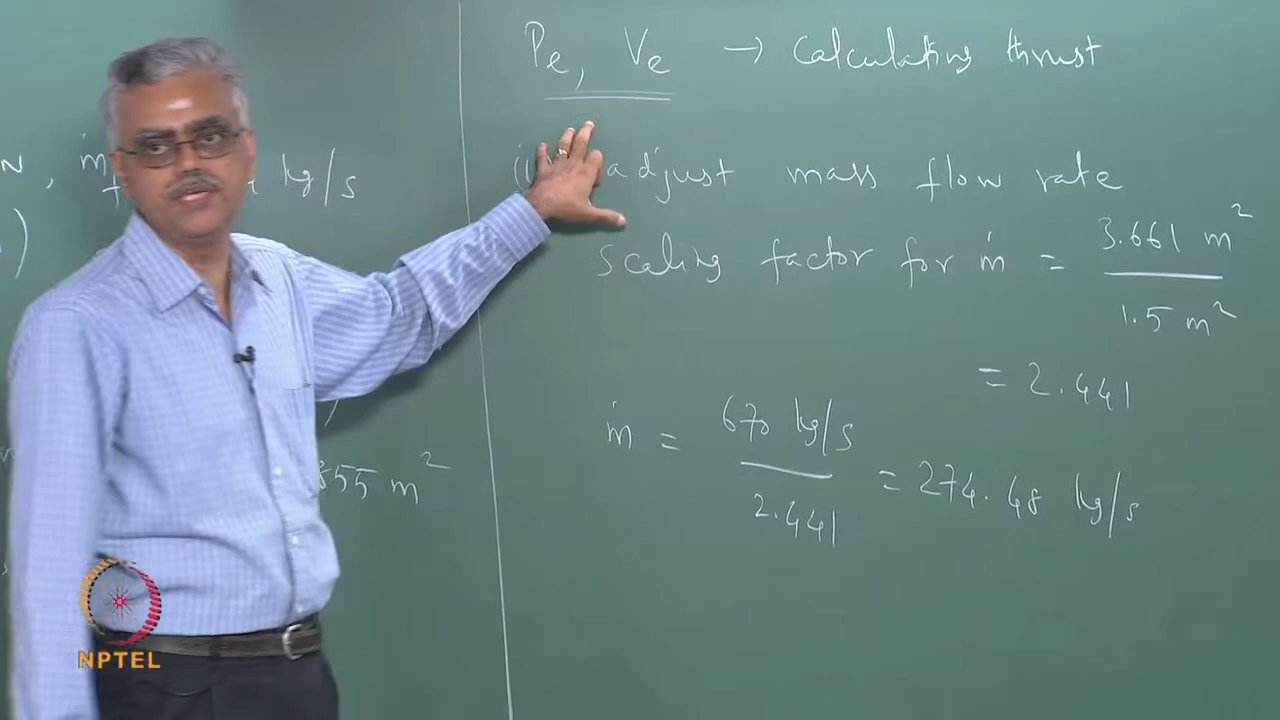 Pe, Ve → Calculating thrust
N, ṁ kg/s
adjust mass flow rate
)
Scaling factor for ṁ = 3.661 m² / 1.5 m²
= 2.441
ṁ = 670 kg/s / 2.441 = 274.48 kg/s
855 m²
NPTEL